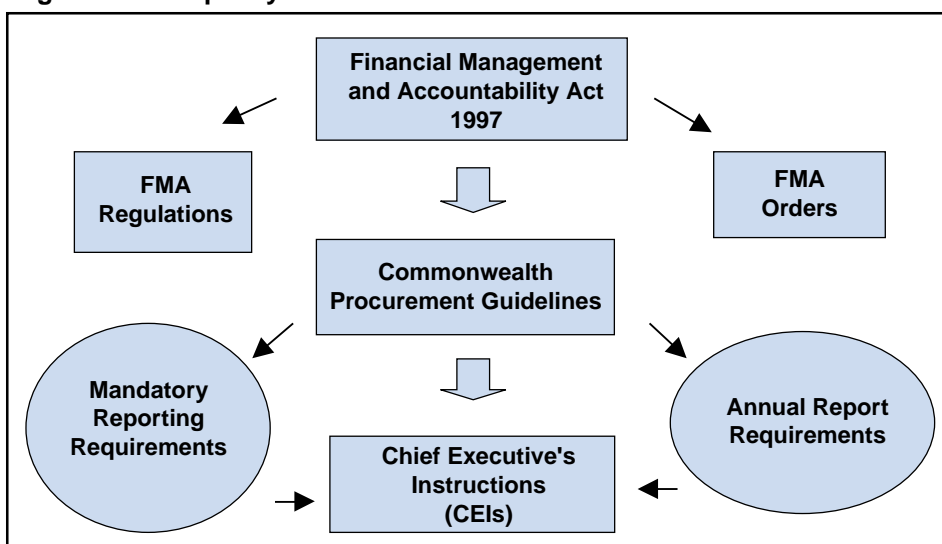 Financial Management
and Accountability Act
1997
FMA
Regulations
FMA
Orders
Commonwealth
Procurement Guidelines
Mandatory
Reporting
Requirements
Annual Report
Requirements
Chief Executive's
Instructions
(CEIs)